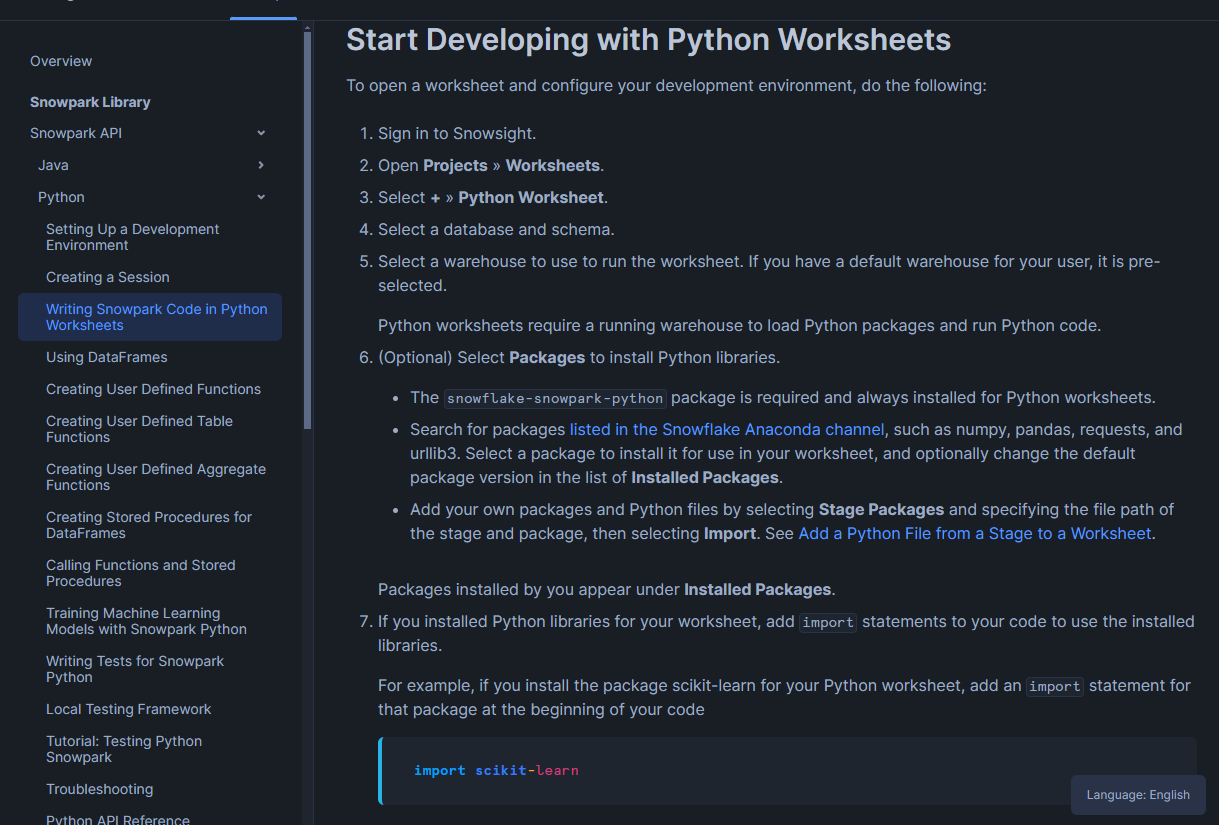 Overview
Snowpark Library
Snowpark API
Java
Python
Setting Up a Development
Environment
Creating a Session
Writing Snowpark Code in Python
Worksheets
Using DataFrames
Creating User Defined Functions
Creating User Defined Table
Functions
Creating User Defined Aggregate
Functions
Creating Stored Procedures for
DataFrames
Calling Functions and Stored
Procedures
Training Machine Learning
Models with Snowpark Python
Writing Tests for Snowpark
Python
Local Testing Framework
Tutorial: Testing Python
Snowpark
Troubleshooting
Python API Reference
Start Developing with Python Worksheets
To open a worksheet and configure your development environment, do the following:
1. Sign in to Snowsight.
2. Open Projects » Worksheets.
3. Select + » Python Worksheet.
4. Select a database and schema.
5. Select a warehouse to use to run the worksheet. If you have a default warehouse for your user, it is pre-
selected.
Python worksheets require a running warehouse to load Python packages and run Python code.
6. (Optional) Select Packages to install Python libraries.
• The snowflake-snowpark-python package is required and always installed for Python worksheets.
• Search for packages listed in the Snowflake Anaconda channel, such as numpy, pandas, requests, and
urllib3. Select a package to install it for use in your worksheet, and optionally change the default
package version in the list of Installed Packages.
• Add your own packages and Python files by selecting Stage Packages and specifying the file path of
the stage and package, then selecting Import. See Add a Python File from a Stage to a Worksheet.
Packages installed by you appear under Installed Packages.
7. If you installed Python libraries for your worksheet, add import statements to your code to use the installed
libraries.
For example, if you install the package scikit-learn for your Python worksheet, add an import statement for
that package at the beginning of your code
import scikit-learn
Language: English